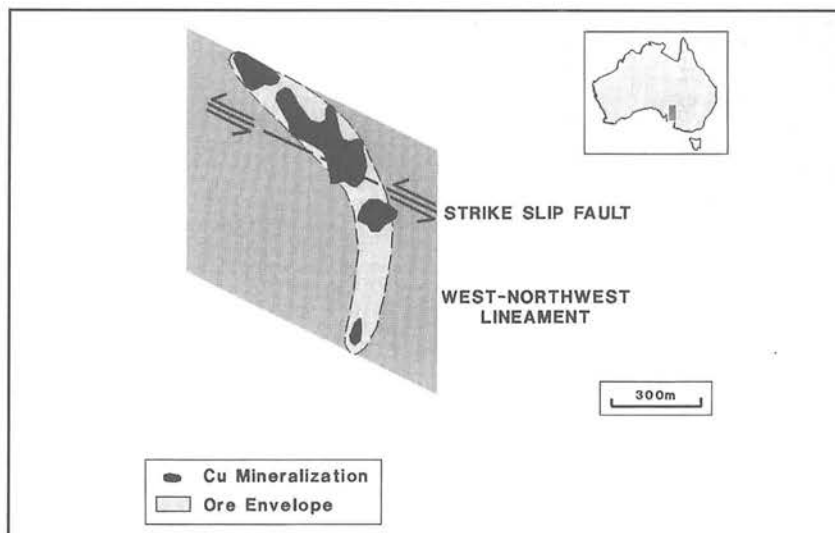 STRIKE SLIP FAULT
WEST-NORTHWEST
LINEAMENT
300m
Cu Mineralization
Ore Envelope